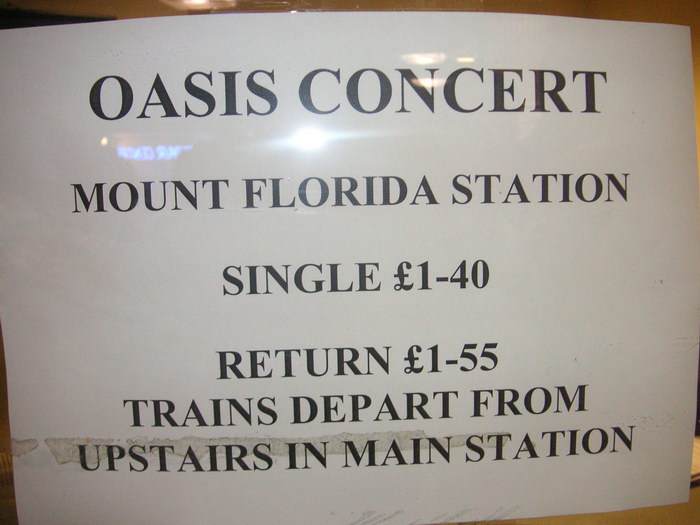 OASIS CONCERT
MOUNT FLORIDA STATION
SINGLE £1-40
RETURN £1-55
TRAINS DEPART FROM
UPSTAIRS IN MAIN STATION